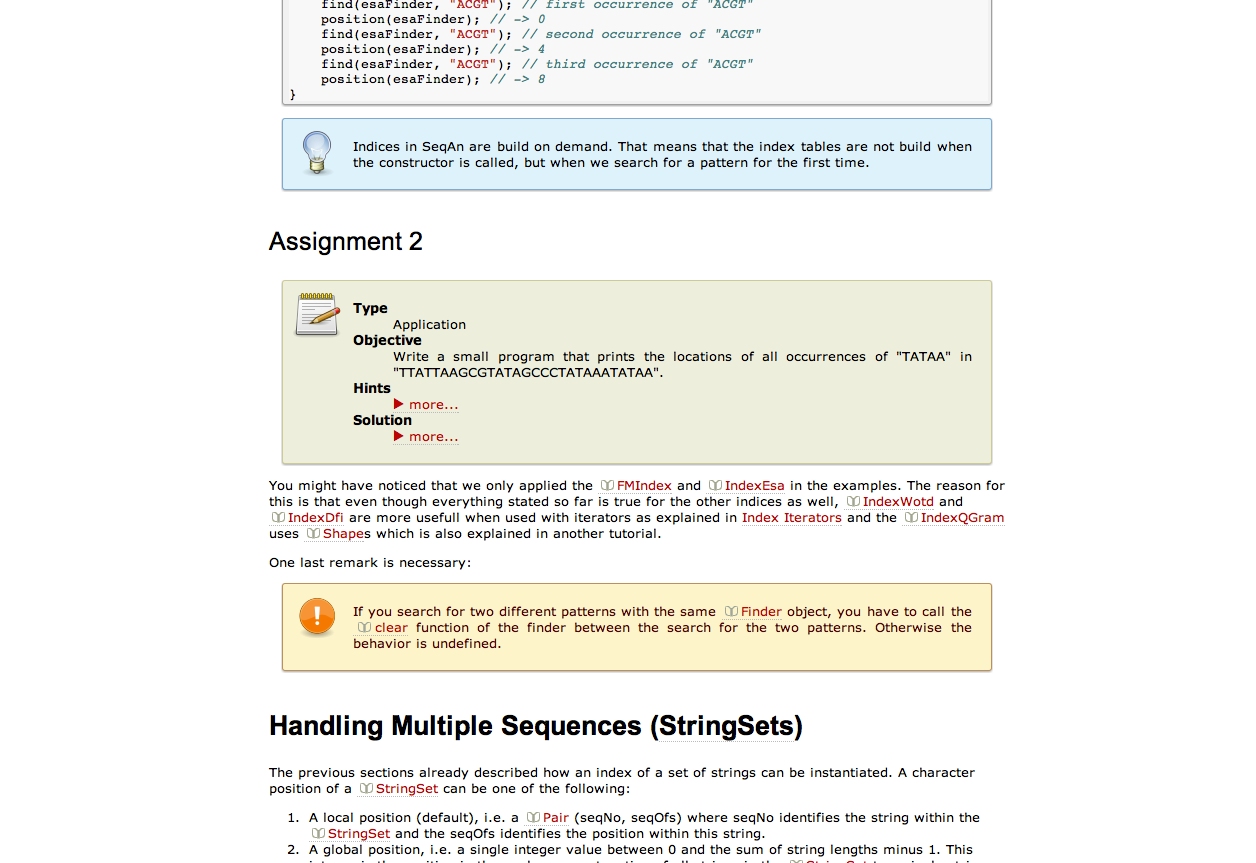 find(esaFinder, "ACGT"); // first occurrence of "ACGT"
position(esaFinder); // -> 0
find(esaFinder, "ACGT"); // second occurrence of "ACGT"
position(esaFinder); // -> 4
find(esaFinder, "ACGT"); // third occurrence of "ACGT"
position(esaFinder); // -> 8
}
Indices in SeqAn are build on demand. That means that the index tables are not build when
the constructor is called, but when we search for a pattern for the first time.
Assignment 2
Type
Application
Objective
Write a small program that prints the locations of all occurrences of "TATAA" in
"TTATTAAGCGTATAGCCCTATAAATATAA".
Hints
more...
Solution
more...
You might have noticed that we only applied the FMIndex and IndexEsa in the examples. The reason for
this is that even though everything stated so far is true for the other indices as well, IndexWotd and
IndexDfi are more usefull when used with iterators as explained in Index Iterators and the IndexQGram
uses Shapes which is also explained in another tutorial.
One last remark is necessary:
If you search for two different patterns with the same Finder object, you have to call the
clear function of the finder between the search for the two patterns. Otherwise the
behavior is undefined.
Handling Multiple Sequences (StringSets)
The previous sections already described how an index of a set of strings can be instantiated. A character
position of a StringSet can be one of the following:
1. A local position (default), i.e. a Pair (seqNo, seqOfs) where seqNo identifies the string within the
StringSet and the seqOfs identifies the position within this string.
2. A global position, i.e. a single integer value between 0 and the sum of string lengths minus 1. This